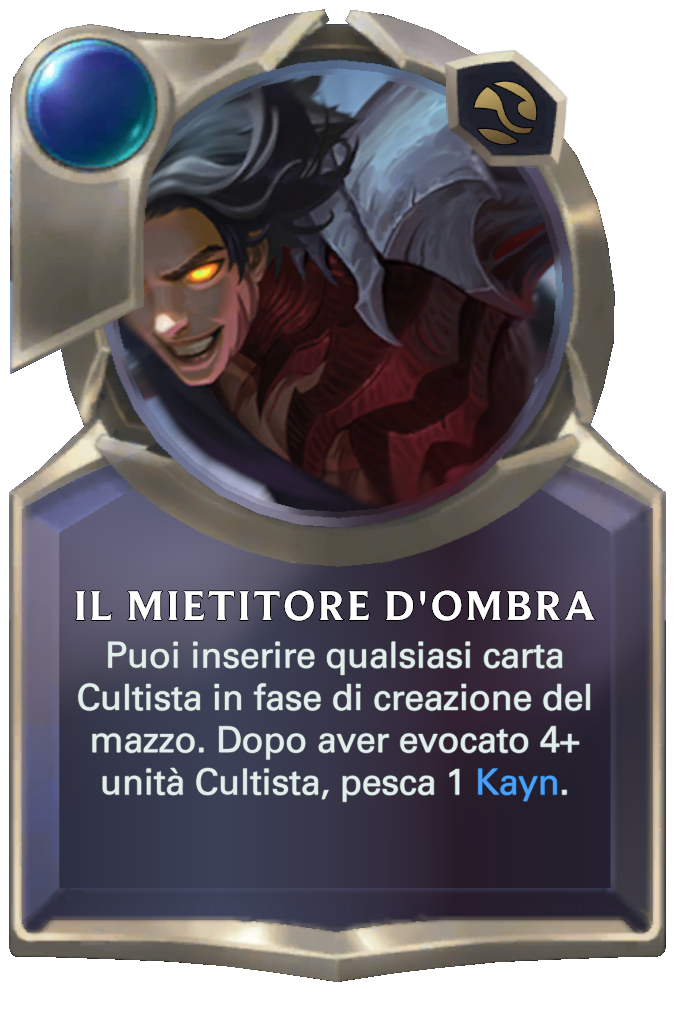 IL MIETITORE D'OMBRA
Puoi inserire qualsiasi carta
Cultista in fase di creazione del
mazzo. Dopo aver evocato 4+
unità Cultista, pesca 1 Kayn.